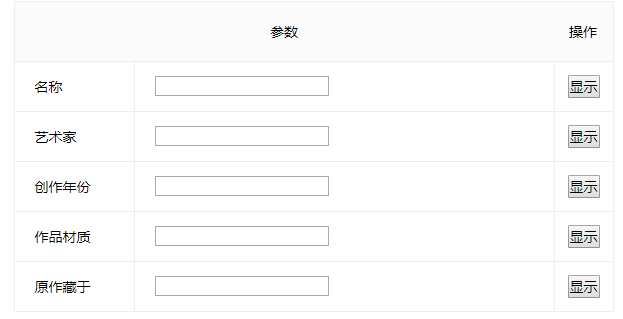 参数 操作
名称 显示
艺术家 显示
创作年份 显示
作品材质 显示
原作藏于 显示